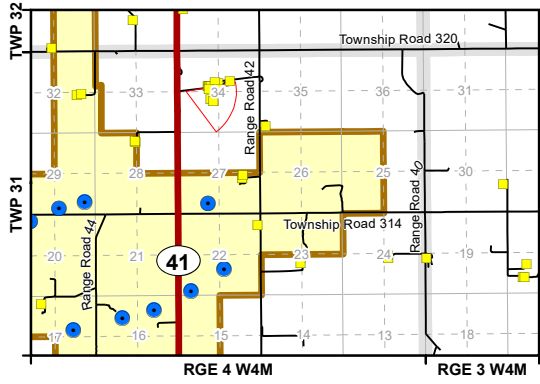 TWP 32
Township Road 320
32
33
34
35
36
31
Range Road 42
29
28
27
26
25
30
TWP 31
Range Road 44
Township Road 314
Range Road 40
20
21
22
23
24
19
41
17
16
15
14
13
18
RGE 4 W4M
RGE 3 W4M